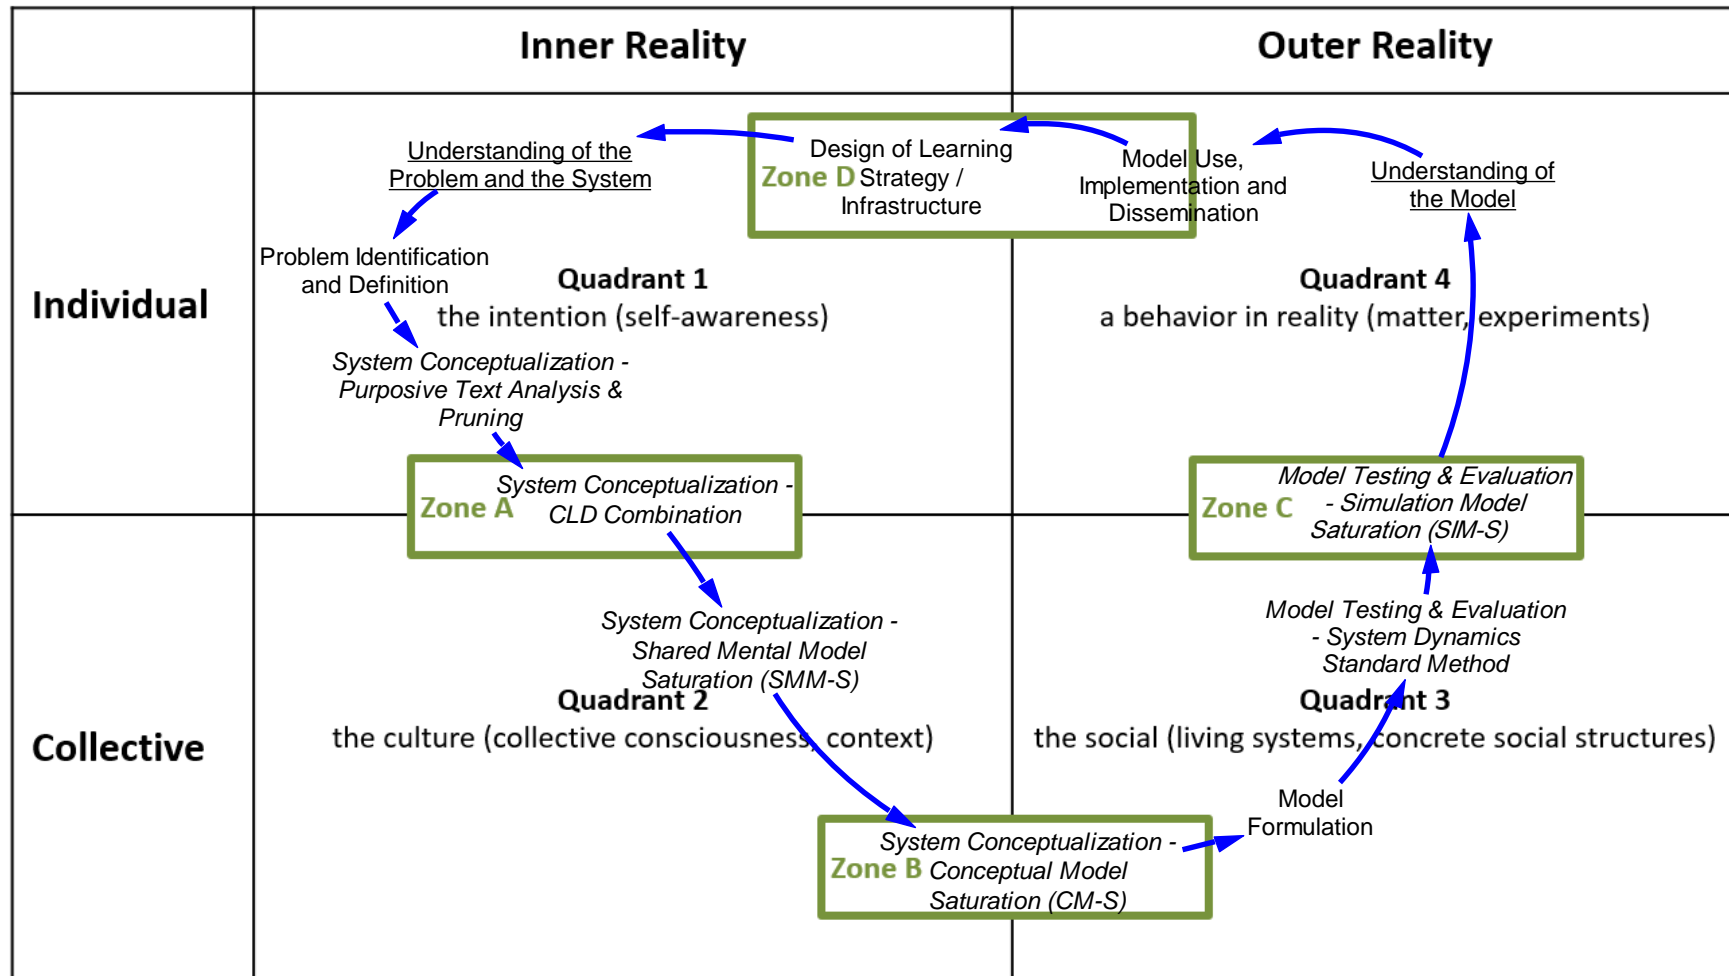 Inner Reality
Outer Reality
Individual
Understanding of the
Problem and the System
Zone D
Design of Learning
Strategy /
Infrastructure
Model Use,
Implementation and
Dissemination
Understanding of
the Model
Problem Identification
and Definition
Quadrant 1
the intention (self-awareness)
Quadrant 4
a behavior in reality (matter, experiments)
System Conceptualization -
Purposive Text Analysis &
Pruning
Zone A
System Conceptualization -
CLD Combination
Zone C
Model Testing & Evaluation
- Simulation Model
Saturation (SIM-S)
Collective
System Conceptualization -
Shared Mental Model
Saturation (SMM-S)
Quadrant 2
the culture (collective consciousness, context)
Model Testing & Evaluation
- System Dynamics
Standard Method
Quadrant 3
the social (living systems, concrete social structures)
Model
Formulation
Zone B
System Conceptualization -
Conceptual Model
Saturation (CM-S)